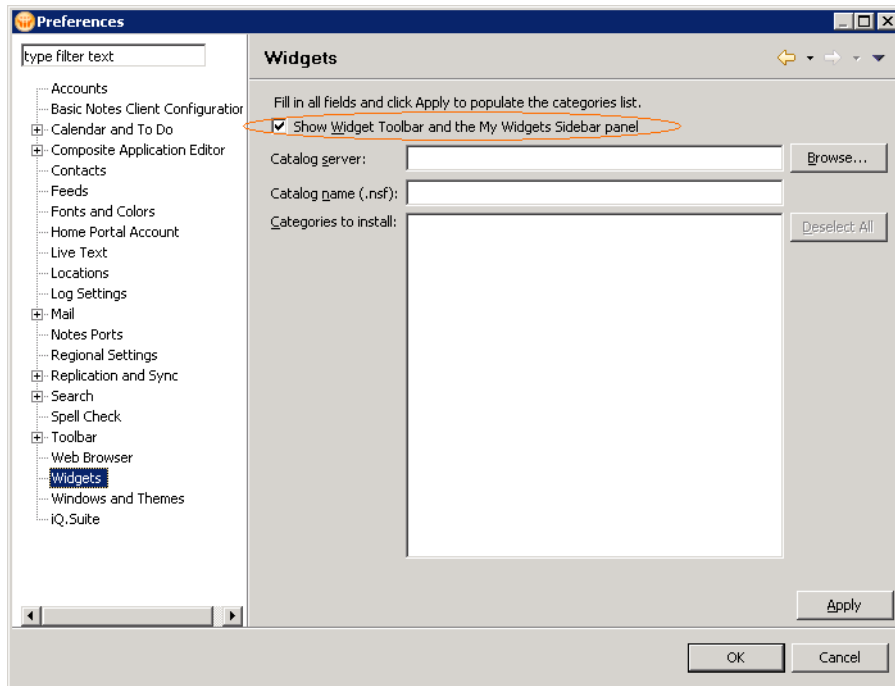 Preferences
type filter text
Accounts
Basic Notes Client Configuration
Calendar and To Do
Composite Application Editor
Contacts
Feeds
Fonts and Colors
Home Portal Account
Live Text
Locations
Log Settings
Mail
Notes Ports
Regional Settings
Replication and Sync
Search
Spell Check
Toolbar
Web Browser
Widgets
Windows and Themes
iQ.Suite
Widgets
Fill in all fields and click Apply to populate the categories list.
Show Widget Toolbar and the My Widgets Sidebar panel
Catalog server:
Browse...
Catalog name (.nsf):
Categories to install:
Deselect All
Apply
OK
Cancel